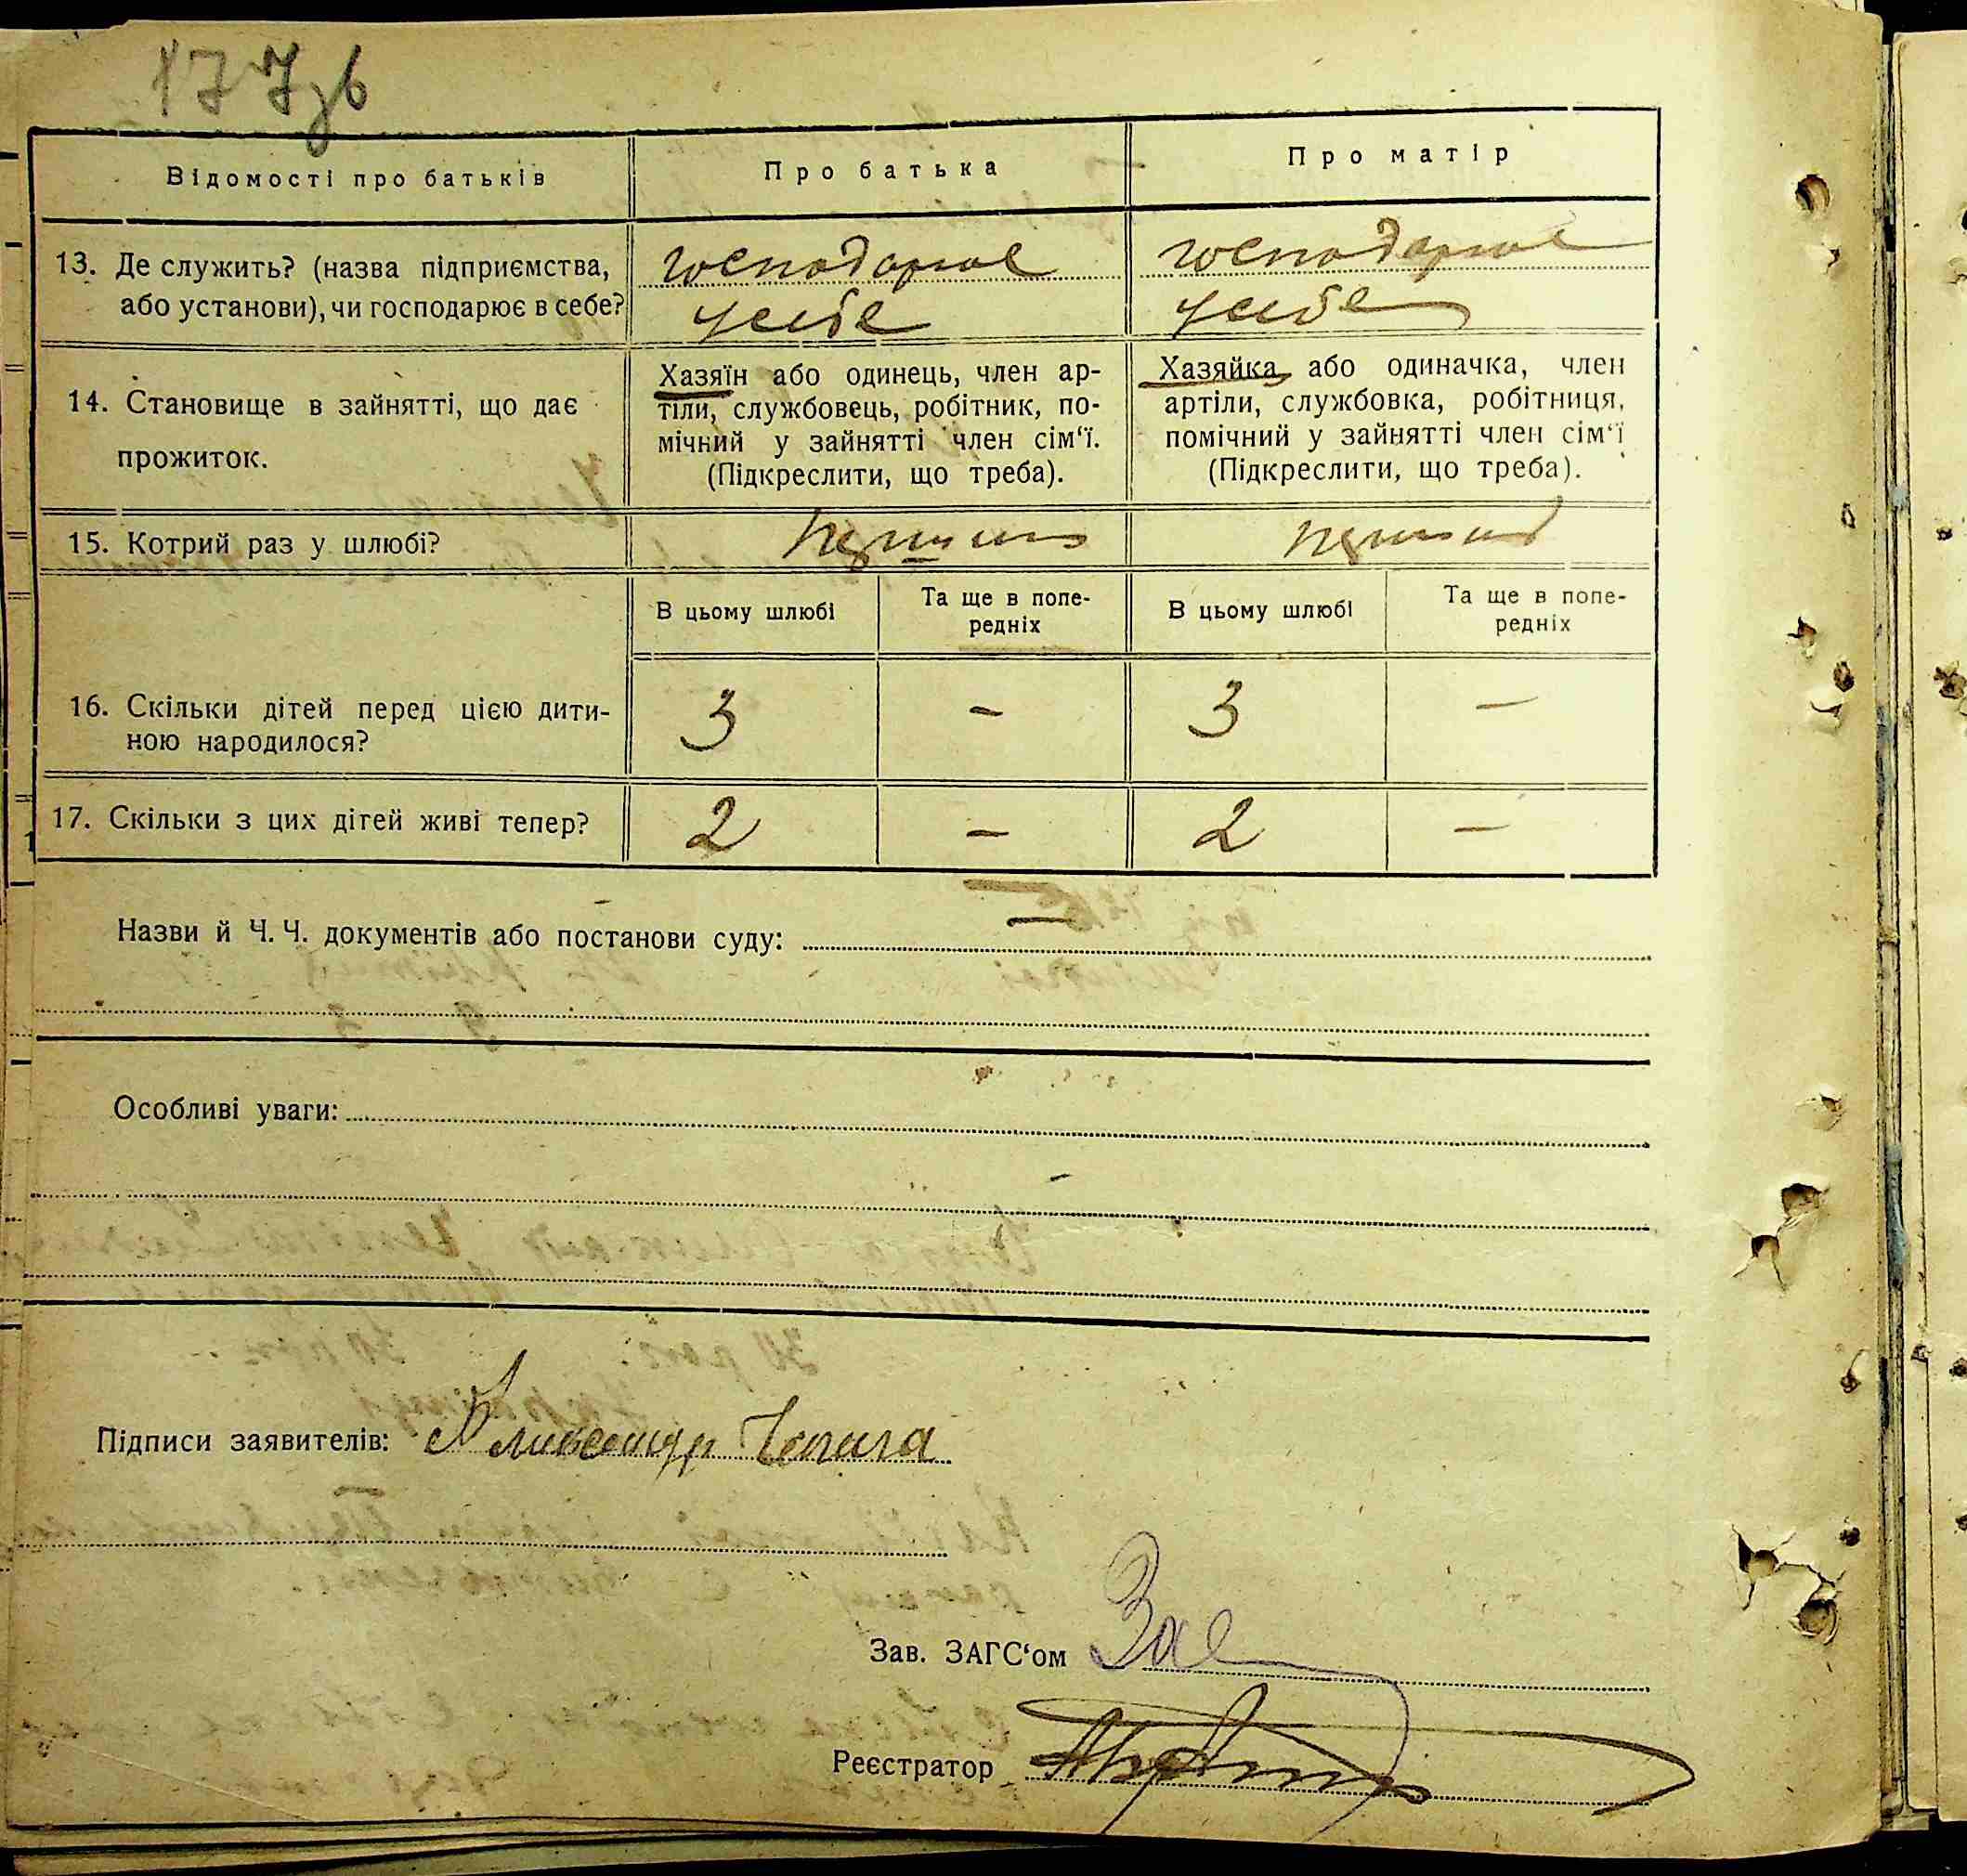 177зв
Відомості про батьків
Про батька
Про матір
13. Де служить? (назва підприємства,
або установи), чи господарює в себе?
господарює
у себе
господарює
у себе
14. Становище в зайнятті, що дає
прожиток.
Хазяїн або одинець, член ар-
тіли, службовець, робітник, по-
мічний у зайнятті член сім‘ї.
(Підкреслити, що треба).
Хазяйка або одиначка, член
артіли, службовка, робітниця,
помічний у зайнятті член сім‘ї
(Підкреслити, що треба).
15. Котрий раз у шлюбі?
перший
перший
В цьому шлюбі
Та ще в попе-
редніх
В цьому шлюбі
Та ще в попе-
редніх
16. Скільки дітей перед цією дити-
ною народилося?
3 – 3 –
17. Скільки з цих дітей живі тепер?
2 – 2 –
Назви й Ч. Ч. документів або постанови суду: –
Особливі уваги:
–
Підписи заявителів:
Зав. ЗАГС‘ом
Реєстратор